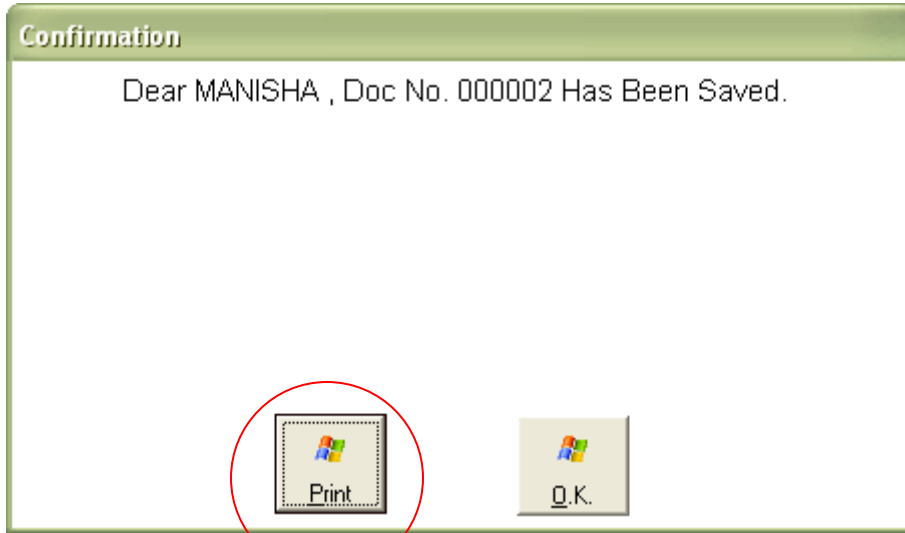 Confirmation
Dear MANISHA , Doc No. 000002 Has Been Saved.
Print
O.K.